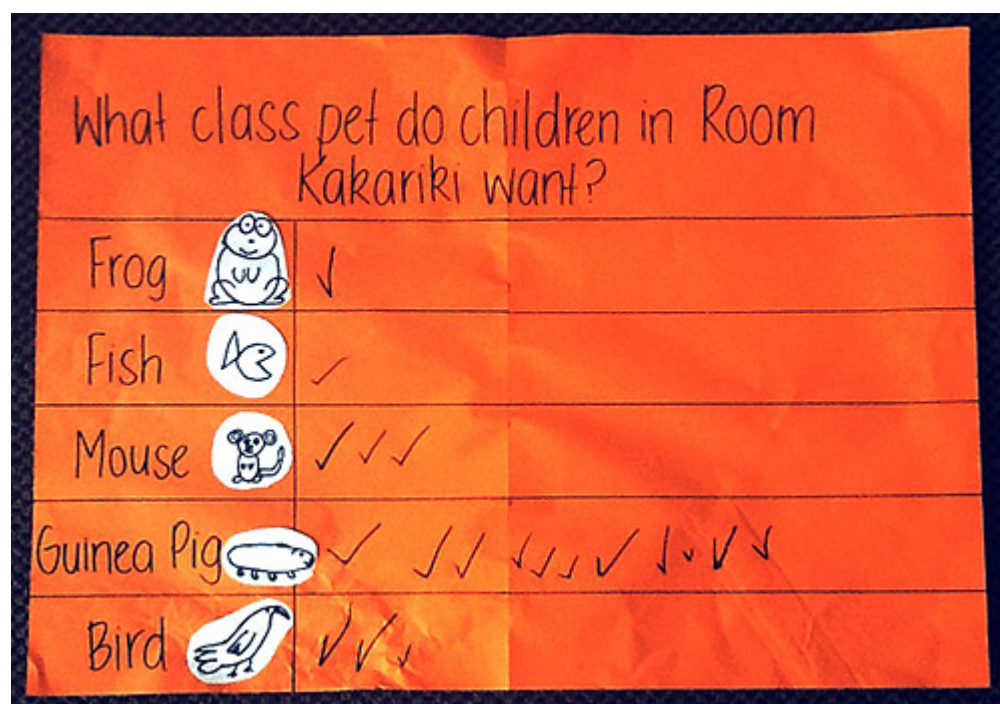 What class pet do children in Room
Kakariki want?
Frog ✓
Fish ✓
Mouse ✓✓✓
Guinea Pig ✓✓✓✓✓✓✓✓✓✓✓
Bird ✓✓✓